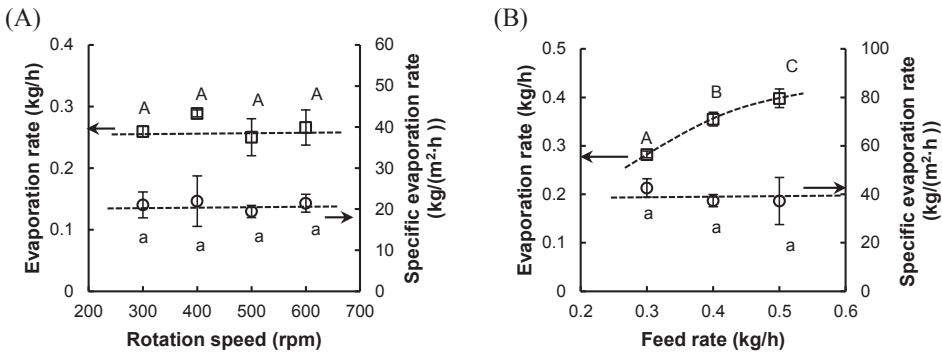 (A)
Evaporation rate (kg/h)
0.4
0.3
0.2
0.1
0
A
A
A
A
a
a
a
a
60
50
40
30
20
10
0
Specific evaporation rate
(kg/(m²·h ))
200 300 400 500 600 700
Rotation speed (rpm)
(B)
Evaporation rate (kg/h)
0.5
0.4
0.3
0.2
0.1
0
A
B
C
a
a
a
100
80
60
40
20
0
Specific evaporation rate
(kg/(m²·h ))
0.2 0.3 0.4 0.5 0.6
Feed rate (kg/h)